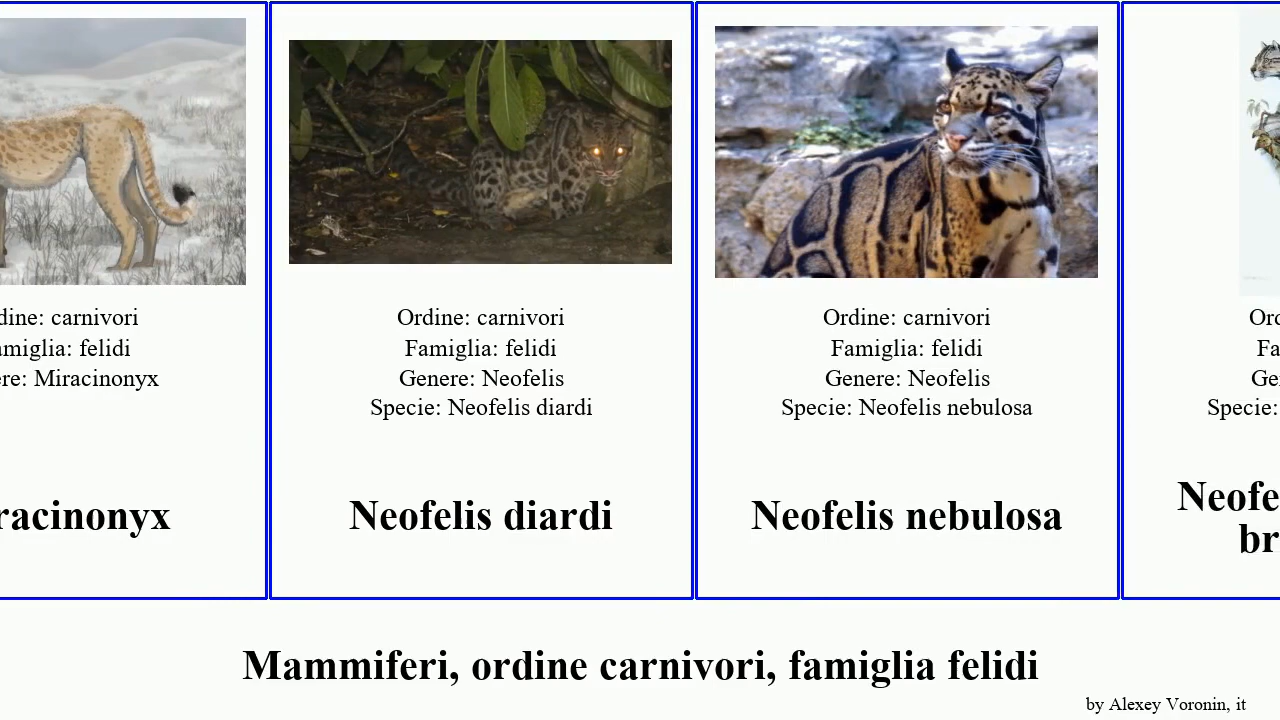 dine: carnivori
amiglia: felidi
ere: Miracinonyx
racinonyx
Ordine: carnivori
Famiglia: felidi
Genere: Neofelis
Specie: Neofelis diardi
Neofelis diardi
Ordine: carnivori
Famiglia: felidi
Genere: Neofelis
Specie: Neofelis nebulosa
Neofelis nebulosa
Ord
Fa
Ge
Specie:
Neofe
br
Mammiferi, ordine carnivori, famiglia felidi
by Alexey Voronin, it